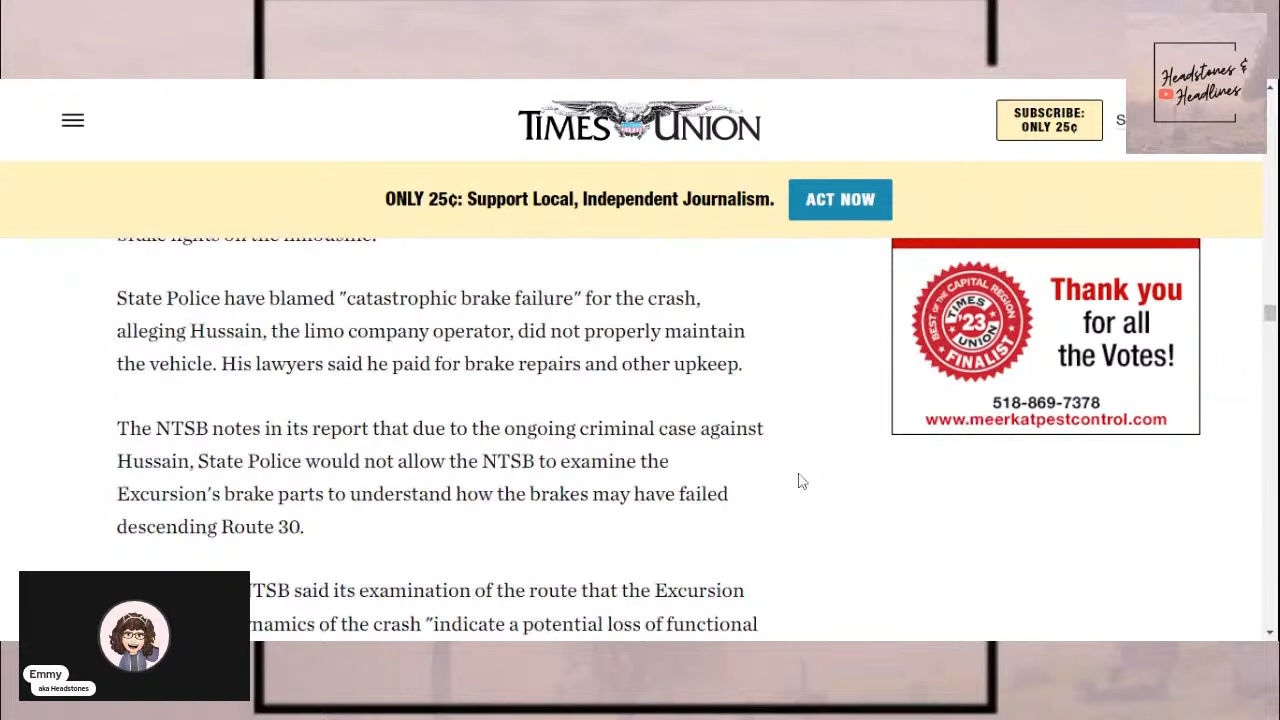 Headstones &
Headlines
TIMES UNION
SUBSCRIBE:
ONLY 25¢
S
ONLY 25¢: Support Local, Independent Journalism.
ACT NOW
brake lights on the limousine.
State Police have blamed "catastrophic brake failure" for the crash,
alleging Hussain, the limo company operator, did not properly maintain
the vehicle. His lawyers said he paid for brake repairs and other upkeep.
The NTSB notes in its report that due to the ongoing criminal case against
Hussain, State Police would not allow the NTSB to examine the
Excursion's brake parts to understand how the brakes may have failed
descending Route 30.
NTSB said its examination of the route that the Excursion
namics of the crash "indicate a potential loss of functional
BEST OF THE CAPITAL REGION
TIMES
'23
UNION
FINALIST
Thank you
for all
the Votes!
518-869-7378
www.meerkatpestcontrol.com
Emmy
aka Headstones